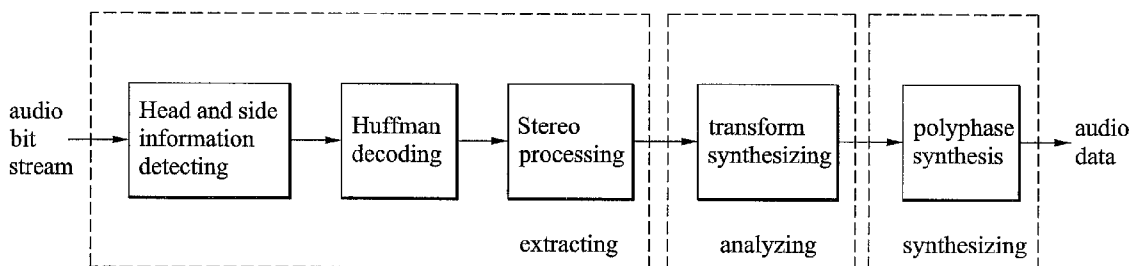 audio
bit
stream
Head and side
information
detecting
Huffman
decoding
Stereo
processing
transform
synthesizing
polyphase
synthesis
audio
data
extracting
analyzing
synthesizing